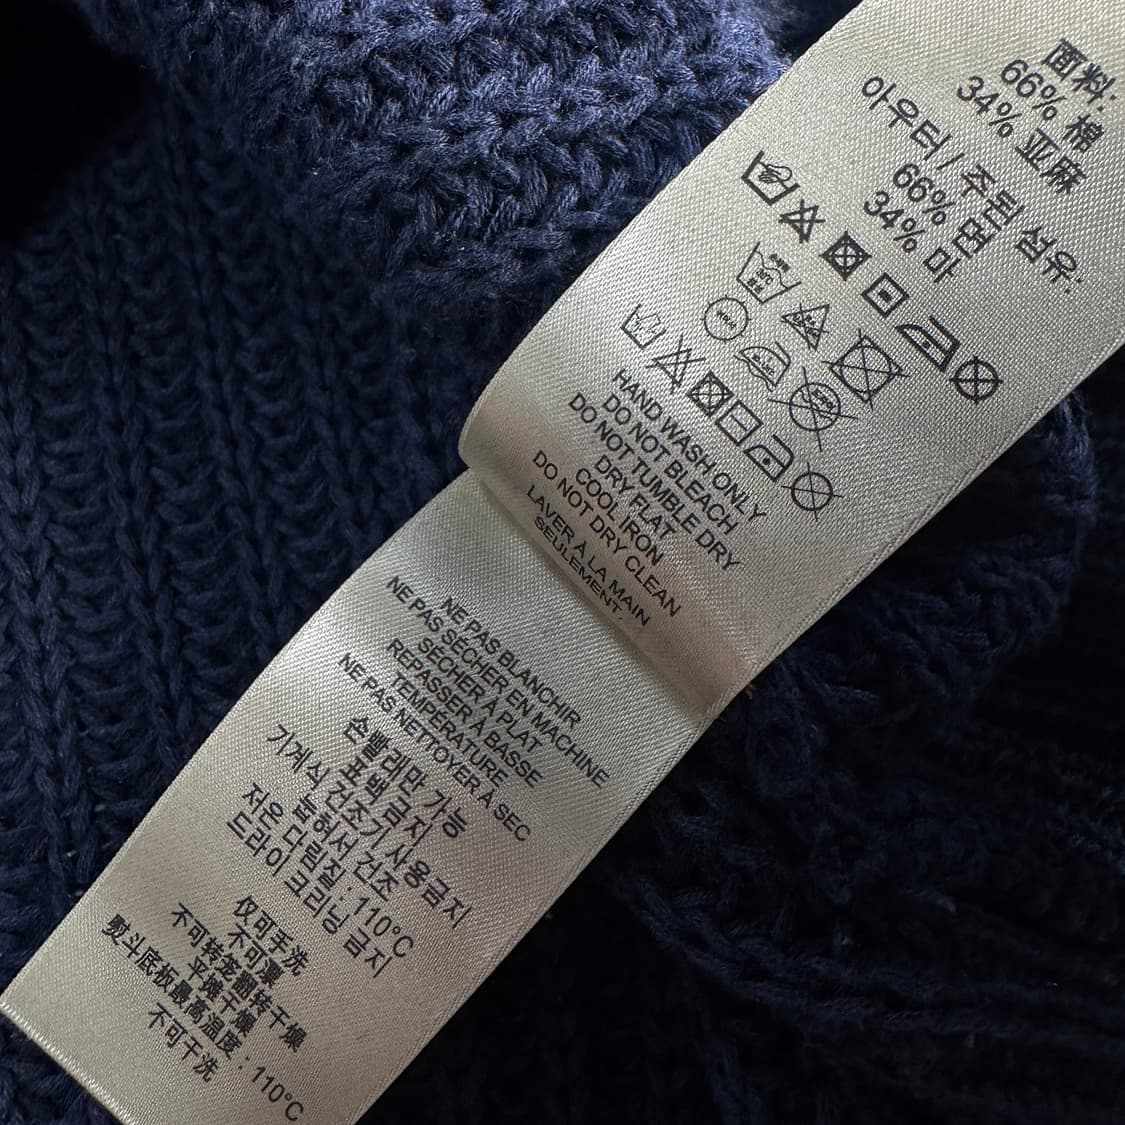 面料:
66% 棉
34% 亚麻
아우터 / 주된 섬유:
66% 면
34% 마
HAND WASH ONLY
DO NOT BLEACH
DO NOT TUMBLE DRY
DRY FLAT
COOL IRON
DO NOT DRY CLEAN
LAVER À LA MAIN
SEULEMENT.
NE PAS BLANCHIR
NE PAS SÉCHER EN MACHINE
SÉCHER À PLAT
REPASSER À BASSE
TEMPÉRATURE
NE PAS NETTOYER À SEC
손빨래만 가능
표백 금지
기계식 건조기 사용금지
눕혀서 건조
저온 다림질 : 110°C
드라이 크리닝 금지
仅可手洗
不可漂
不可转笼翻转干燥
平摊干燥
熨斗底板最高温度 : 110°C
不可干洗